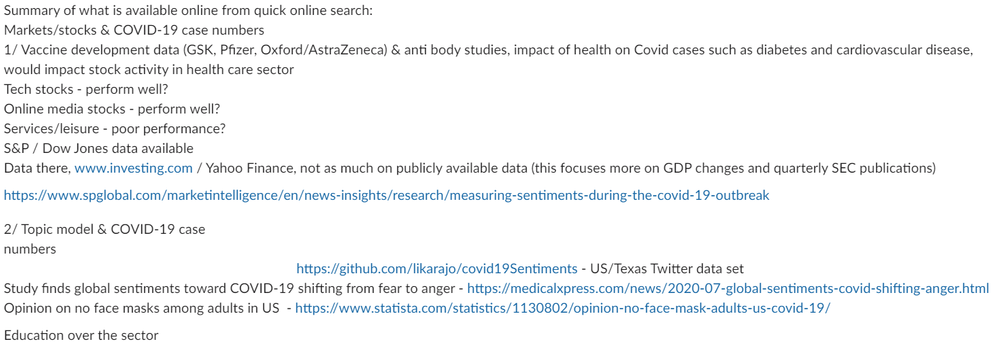 Summary of what is available online from quick online search:
Markets/stocks & COVID-19 case numbers
1/ Vaccine development data (GSK, Pfizer, Oxford/AstraZeneca) & anti body studies, impact of health on Covid cases such as diabetes and cardiovascular disease,
would impact stock activity in health care sector
Tech stocks - perform well?
Online media stocks - perform well?
Services/leisure - poor performance?
S&P / Dow Jones data available
Data there, www.investing.com / Yahoo Finance, not as much on publicly available data (this focuses more on GDP changes and quarterly SEC publications)
https://www.spglobal.com/marketintelligence/en/news-insights/research/measuring-sentiments-during-the-covid-19-outbreak
2/ Topic model & COVID-19 case
numbers
https://github.com/likarajo/covid19Sentiments - US/Texas Twitter data set
Study finds global sentiments toward COVID-19 shifting from fear to anger - https://medicalxpress.com/news/2020-07-global-sentiments-covid-shifting-anger.html
Opinion on no face masks among adults in US - https://www.statista.com/statistics/1130802/opinion-no-face-mask-adults-us-covid-19/
Education over the sector